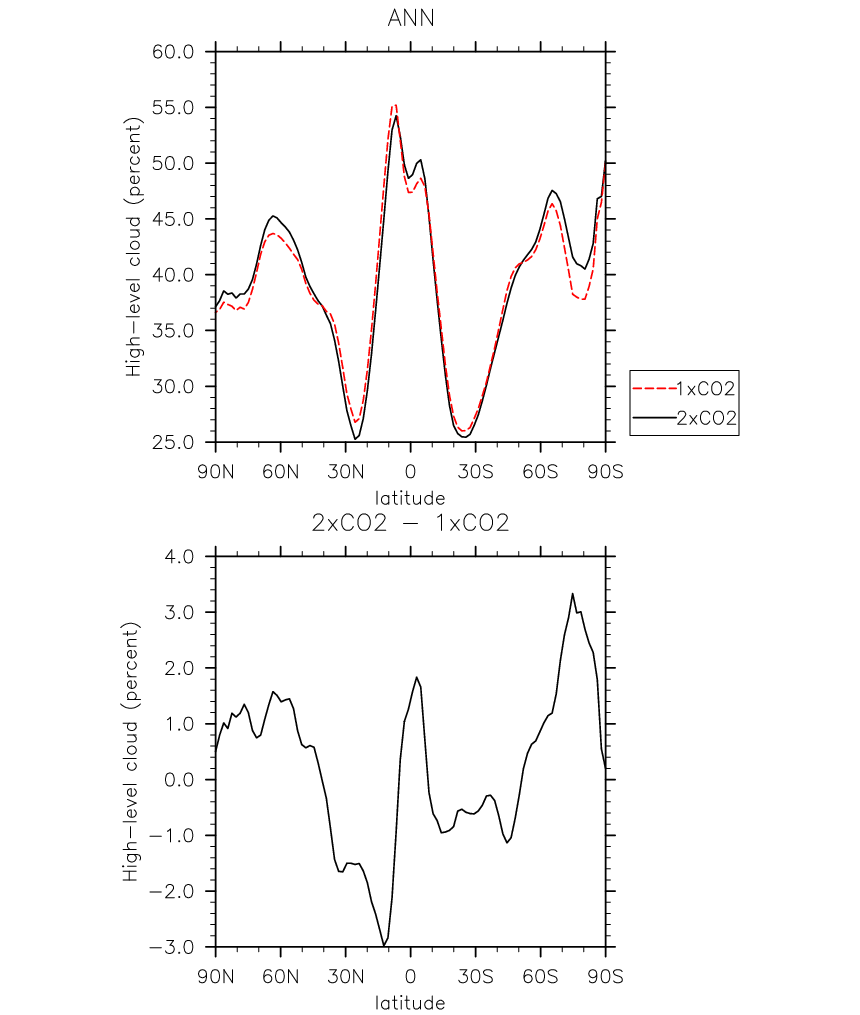 ANN
60.0
55.0
50.0
45.0
40.0
35.0
30.0
25.0
High-level cloud (percent)
90N 60N 30N 0 30S 60S 90S
latitude
1xCO2
2xCO2
2xCO2 - 1xCO2
4.0
3.0
2.0
1.0
0.0
-1.0
-2.0
-3.0
High-level cloud (percent)
90N 60N 30N 0 30S 60S 90S
latitude